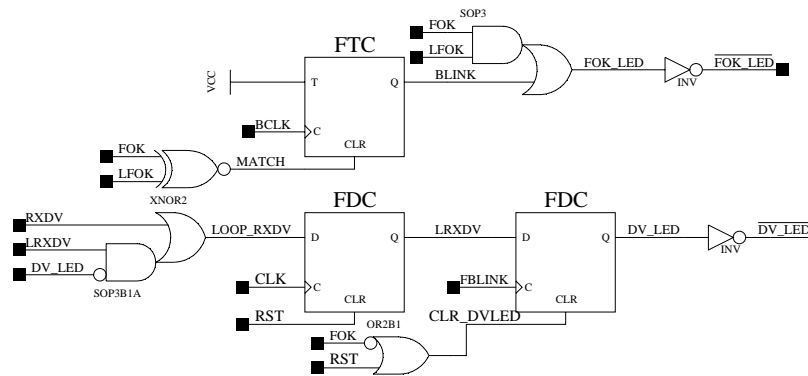 SOP3
FOK
LFOK
FTC
VCC
T
Q
BLINK
FOK_LED
INV
FOK_LED
BCLK
C
CLR
FOK
LFOK
MATCH
XNOR2
RXDV
LRXDV
DV_LED
SOP3B1A
LOOP_RXDV
FDC
D
Q
LRXDV
CLK
C
CLR
RST
FDC
D
Q
DV_LED
INV
DV_LED
FBLINK
C
CLR
CLR_DVLED
OR2B1
FOK
RST